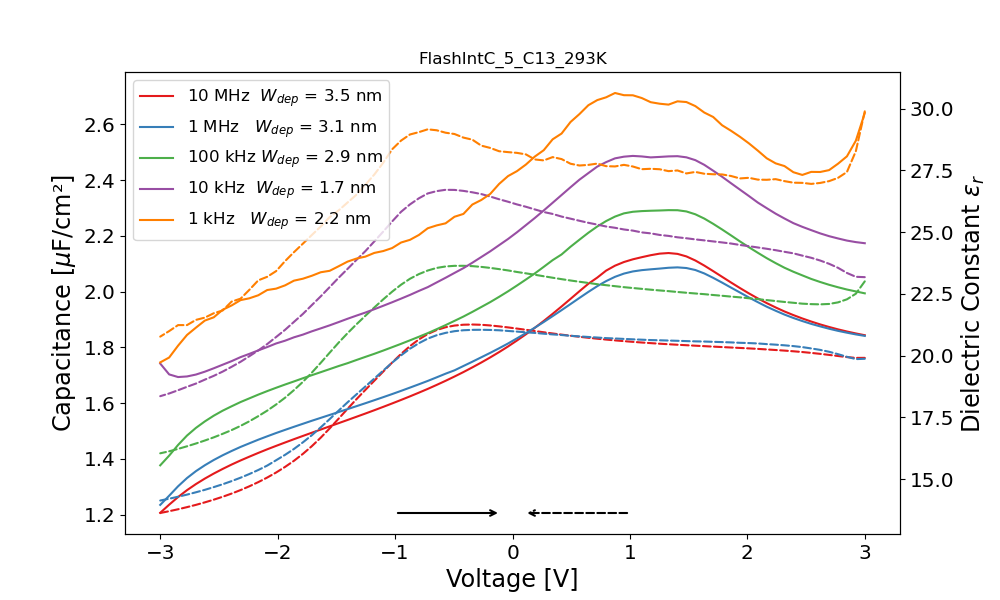 FlashIntC_5_C13_293K
10 MHz W_dep = 3.5 nm
1 MHz W_dep = 3.1 nm
100 kHz W_dep = 2.9 nm
10 kHz W_dep = 1.7 nm
1 kHz W_dep = 2.2 nm
Capacitance [μF/cm²]
2.6
2.4
2.2
2.0
1.8
1.6
1.4
1.2
30.0
27.5
25.0
22.5
20.0
17.5
15.0
Dielectric Constant ε_r
−3 −2 −1 0 1 2 3
Voltage [V]